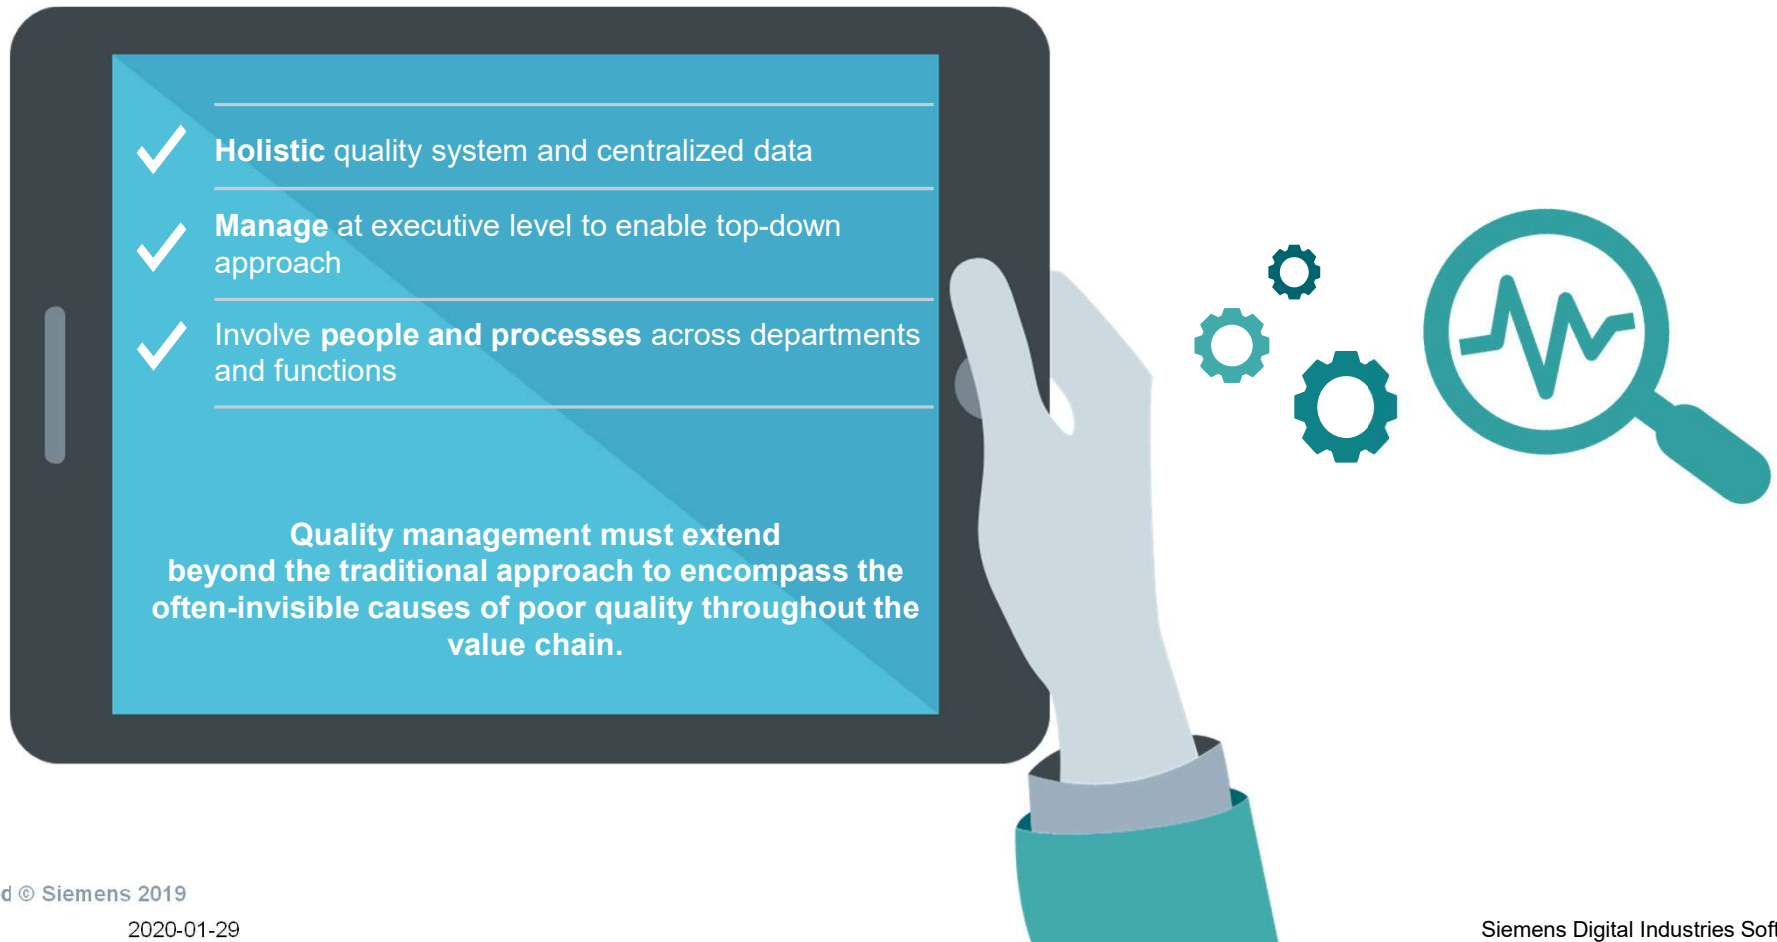 Holistic quality system and centralized data
Manage at executive level to enable top-down
approach
Involve people and processes across departments
and functions
Quality management must extend
beyond the traditional approach to encompass the
often-invisible causes of poor quality throughout the
value chain.
d © Siemens 2019
2020-01-29
Siemens Digital Industries Soft